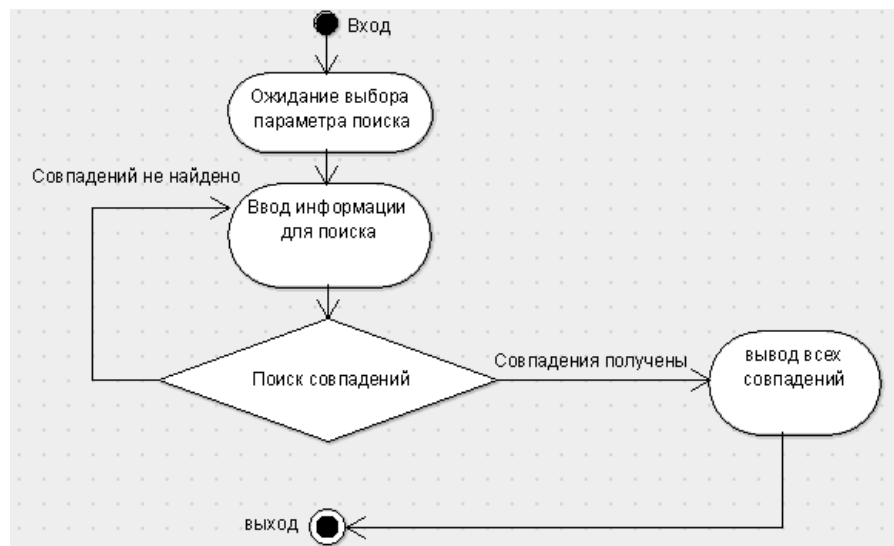 Вход
Ожидание выбора
параметра поиска
Совпадений не найдено
Ввод информации
для поиска
Поиск совпадений
Совпадения получены
вывод всех
совпадений
выход